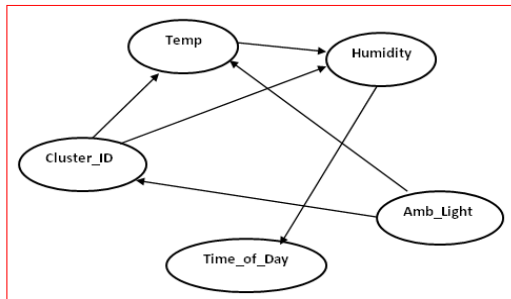 Temp
Humidity
Cluster_ID
Amb_Light
Time_of_Day